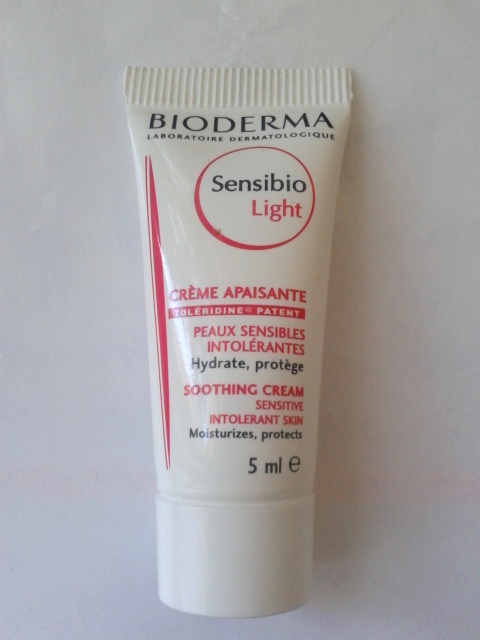 BIODERMA
LABORATOIRE DERMATOLOGIQUE
Sensibio
Light
CRÈME APAISANTE
TOLÉRIDINE® PATENT
PEAUX SENSIBLES
INTOLÉRANTES
Hydrate, protège
SOOTHING CREAM
SENSITIVE
INTOLERANT SKIN
Moisturizes, protects
5 ml e